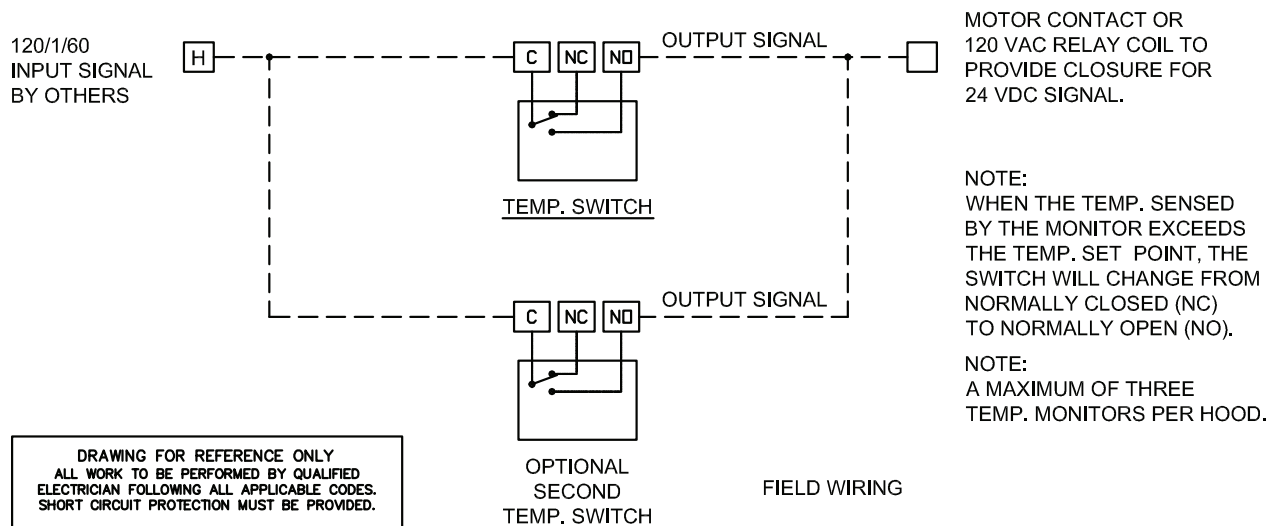 120/1/60
INPUT SIGNAL
BY OTHERS
H
C NC NO
OUTPUT SIGNAL
MOTOR CONTACT OR
120 VAC RELAY COIL TO
PROVIDE CLOSURE FOR
24 VDC SIGNAL.
TEMP. SWITCH
NOTE:
WHEN THE TEMP. SENSED
BY THE MONITOR EXCEEDS
THE TEMP. SET POINT, THE
SWITCH WILL CHANGE FROM
NORMALLY CLOSED (NC)
TO NORMALLY OPEN (NO).
C NC NO
OUTPUT SIGNAL
NOTE:
A MAXIMUM OF THREE
TEMP. MONITORS PER HOOD.
DRAWING FOR REFERENCE ONLY
ALL WORK TO BE PERFORMED BY QUALIFIED
ELECTRICIAN FOLLOWING ALL APPLICABLE CODES.
SHORT CIRCUIT PROTECTION MUST BE PROVIDED.
OPTIONAL
SECOND
TEMP. SWITCH
FIELD WIRING